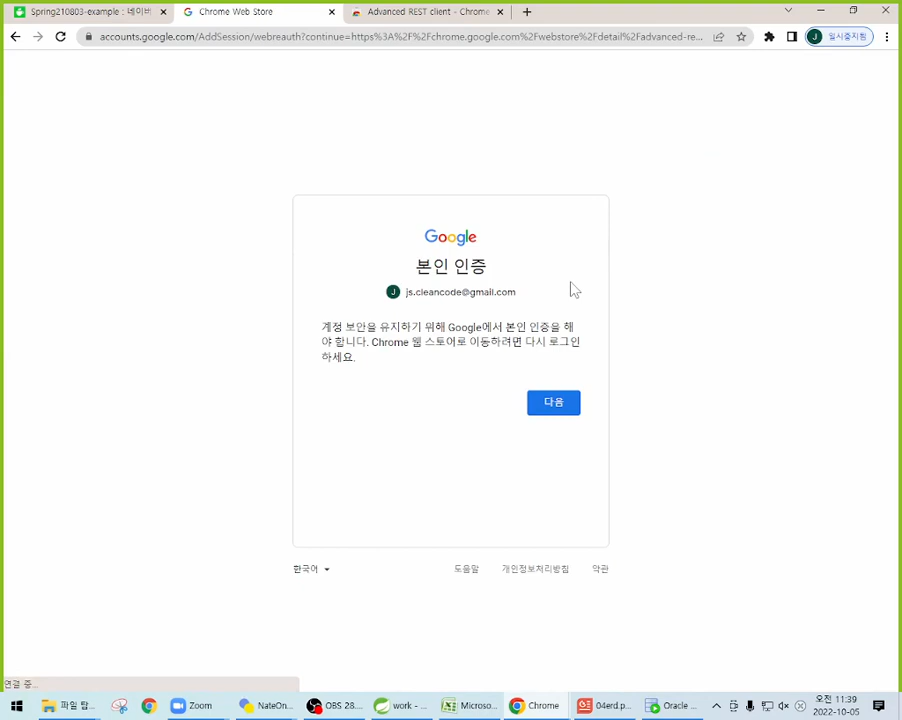 Spring210803-example : 네이버
Chrome Web Store
Advanced REST client - Chrome
accounts.google.com/AddSession/webreauth?continue=https%3A%2F%2Fchrome.google.com%2Fwebstore%2Fdetail%2Fadvanced-re...
J 일시중지됨
Google
본인 인증
J js.cleancode@gmail.com
계정 보안을 유지하기 위해 Google에서 본인 인증을 해
야 합니다. Chrome 웹 스토어로 이동하려면 다시 로그인
하세요.
다음
한국어
도움말 개인정보처리방침 약관
연결 중...
파일 탐...
Zoom
NateOn...
OBS 28....
work - ...
Microso...
Chrome
04erd.p...
Oracle ...
오전 11:39
2022-10-05